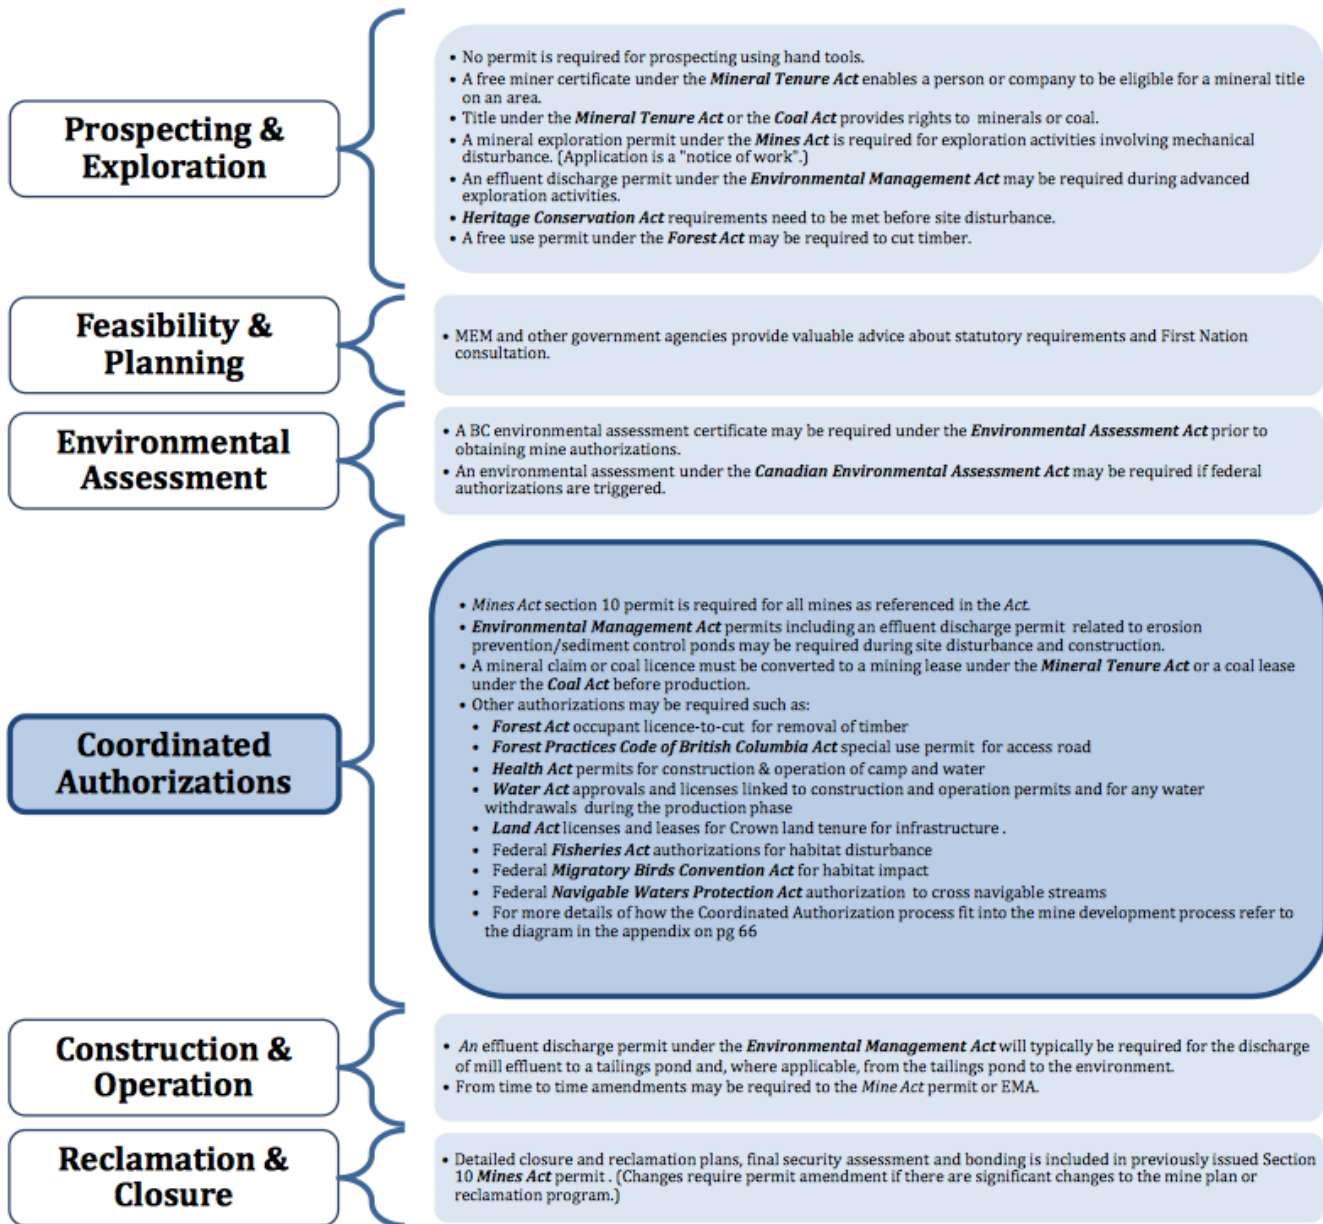 Prospecting &
Exploration
• No permit is required for prospecting using hand tools.
• A free miner certificate under the Mineral Tenure Act enables a person or company to be eligible for a mineral title
on an area.
• Title under the Mineral Tenure Act or the Coal Act provides rights to minerals or coal.
• A mineral exploration permit under the Mines Act is required for exploration activities involving mechanical
disturbance. (Application is a "notice of work".)
• An effluent discharge permit under the Environmental Management Act may be required during advanced
exploration activities.
• Heritage Conservation Act requirements need to be met before site disturbance.
• A free use permit under the Forest Act may be required to cut timber.
Feasibility &
Planning
• MEM and other government agencies provide valuable advice about statutory requirements and First Nation
consultation.
Environmental
Assessment
• A BC environmental assessment certificate may be required under the Environmental Assessment Act prior to
obtaining mine authorizations.
• An environmental assessment under the Canadian Environmental Assessment Act may be required if federal
authorizations are triggered.
Coordinated
Authorizations
• Mines Act section 10 permit is required for all mines as referenced in the Act.
• Environmental Management Act permits including an effluent discharge permit related to erosion
prevention/sediment control ponds may be required during site disturbance and construction.
• A mineral claim or coal licence must be converted to a mining lease under the Mineral Tenure Act or a coal lease
under the Coal Act before production.
• Other authorizations may be required such as:
• Forest Act occupant licence-to-cut for removal of timber
• Forest Practices Code of British Columbia Act special use permit for access road
• Health Act permits for construction & operation of camp and water
• Water Act approvals and licenses linked to construction and operation permits and for any water
withdrawals during the production phase
• Land Act licenses and leases for Crown land tenure for infrastructure .
• Federal Fisheries Act authorizations for habitat disturbance
• Federal Migratory Birds Convention Act for habitat impact
• Federal Navigable Waters Protection Act authorization to cross navigable streams
• For more details of how the Coordinated Authorization process fit into the mine development process refer to
the diagram in the appendix on pg 66
Construction &
Operation
• An effluent discharge permit under the Environmental Management Act will typically be required for the discharge
of mill effluent to a tailings pond and, where applicable, from the tailings pond to the environment.
• From time to time amendments may be required to the Mine Act permit or EMA.
Reclamation &
Closure
• Detailed closure and reclamation plans, final security assessment and bonding is included in previously issued Section
10 Mines Act permit . (Changes require permit amendment if there are significant changes to the mine plan or
reclamation program.)